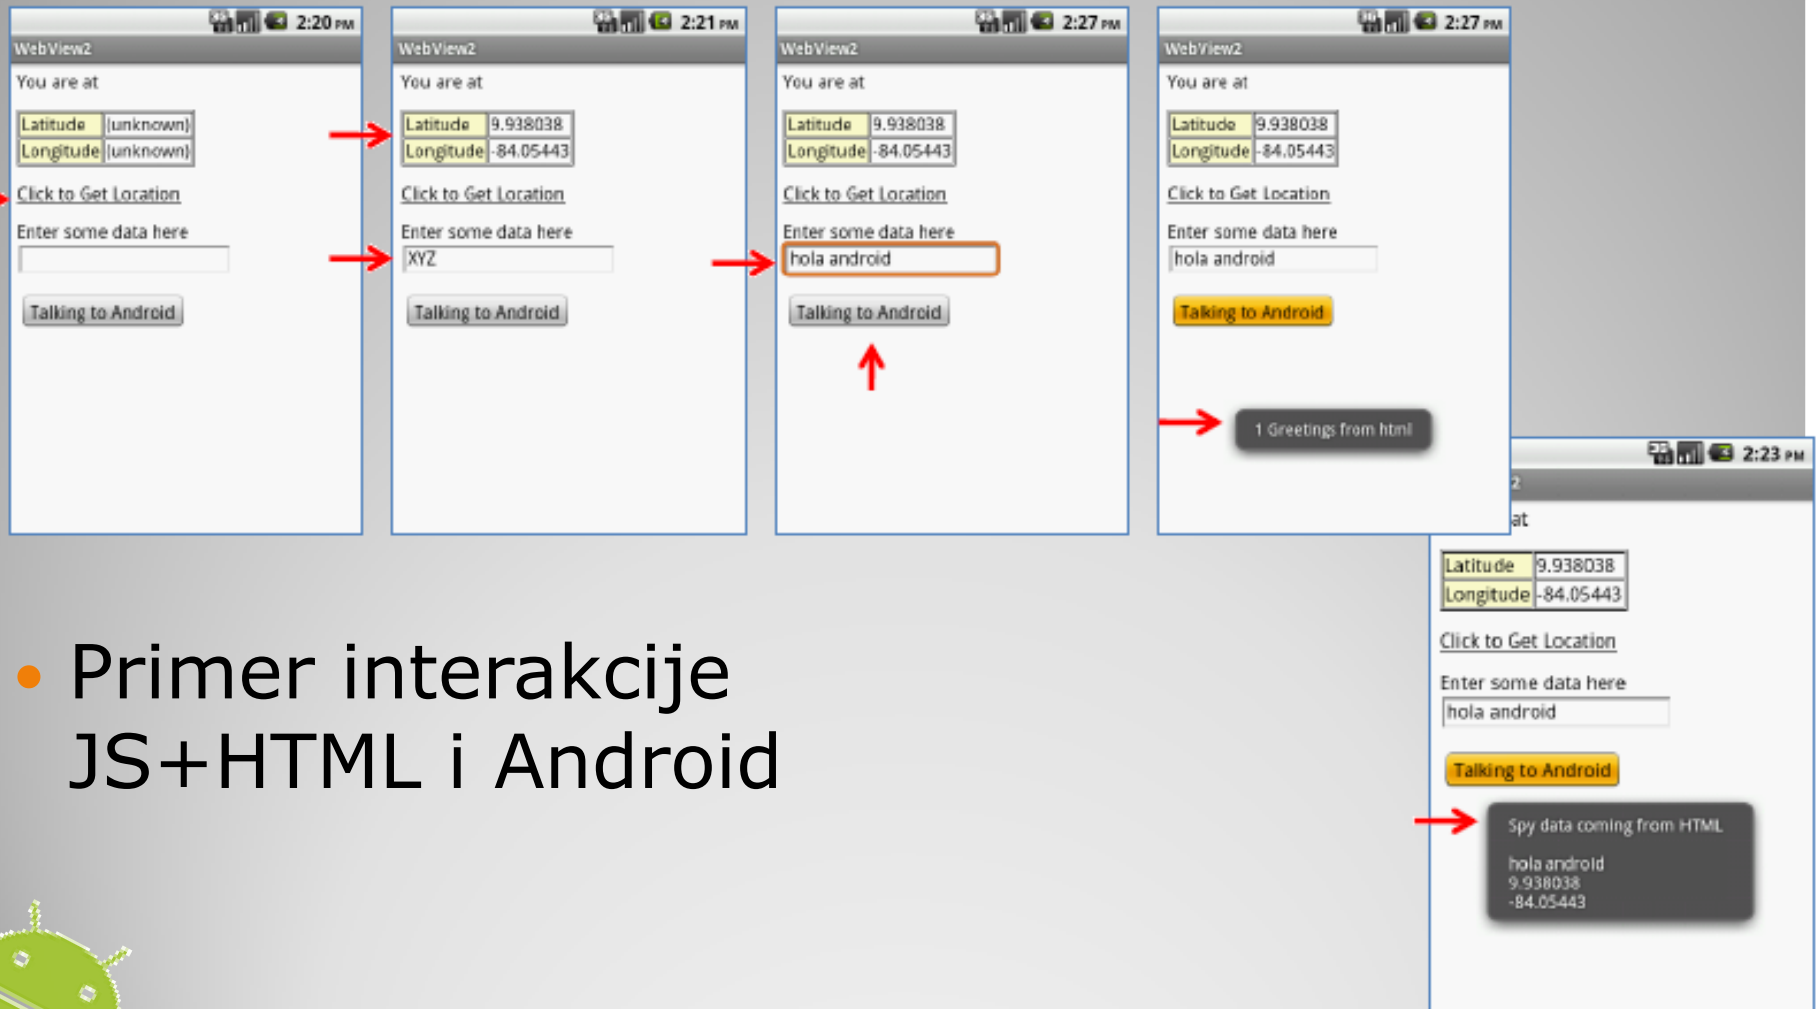 2:20 PM
WebView2
You are at
Latitude (unknown)
Longitude (unknown)
Click to Get Location
Enter some data here
Talking to Android
2:21 PM
WebView2
You are at
Latitude 9.938038
Longitude -84.05443
Click to Get Location
Enter some data here
XYZ
Talking to Android
2:27 PM
WebView2
You are at
Latitude 9.938038
Longitude -84.05443
Click to Get Location
Enter some data here
hola android
Talking to Android
2:27 PM
WebView2
You are at
Latitude 9.938038
Longitude -84.05443
Click to Get Location
Enter some data here
hola android
Talking to Android
1 Greetings from html
2:23 PM
2
at
Latitude 9.938038
Longitude -84.05443
Click to Get Location
Enter some data here
hola android
Talking to Android
Spy data coming from HTML
hola android
9.938038
-84.05443
• Primer interakcije
JS+HTML i Android